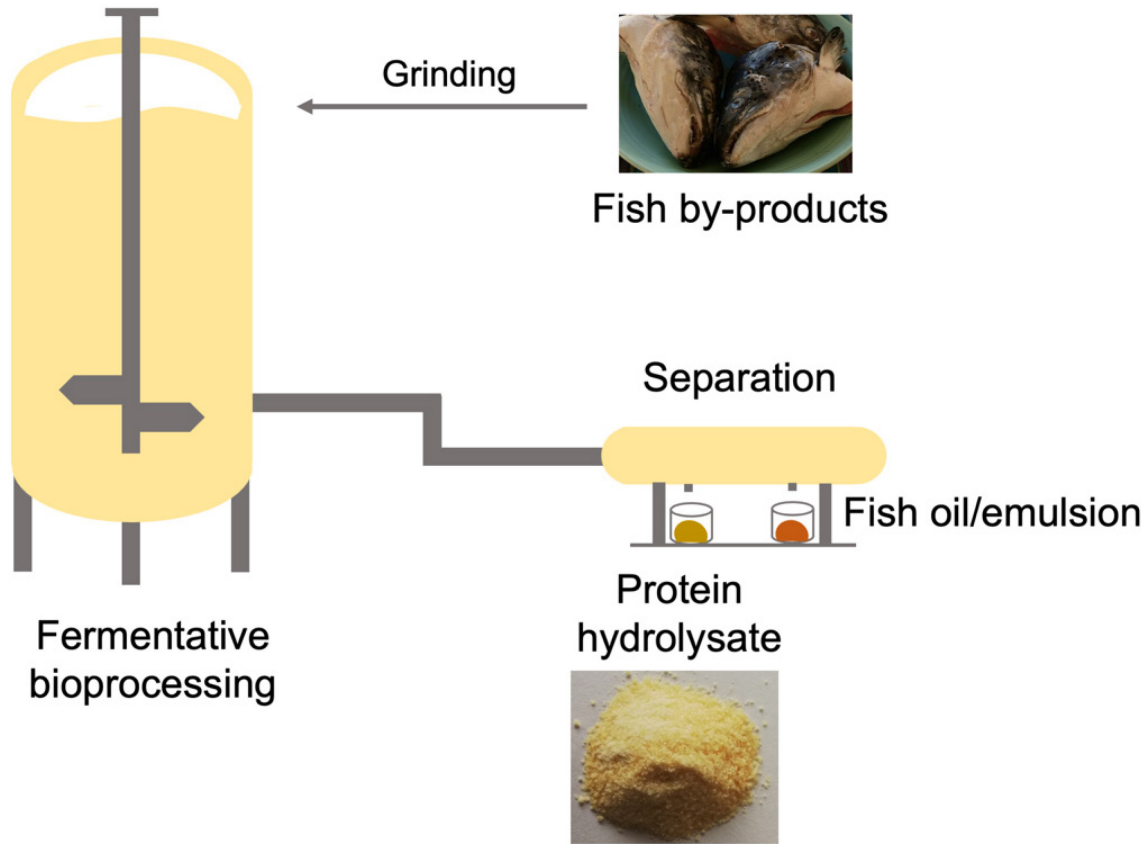 Grinding
Fish by-products
Separation
Fish oil/emulsion
Protein
hydrolysate
Fermentative
bioprocessing